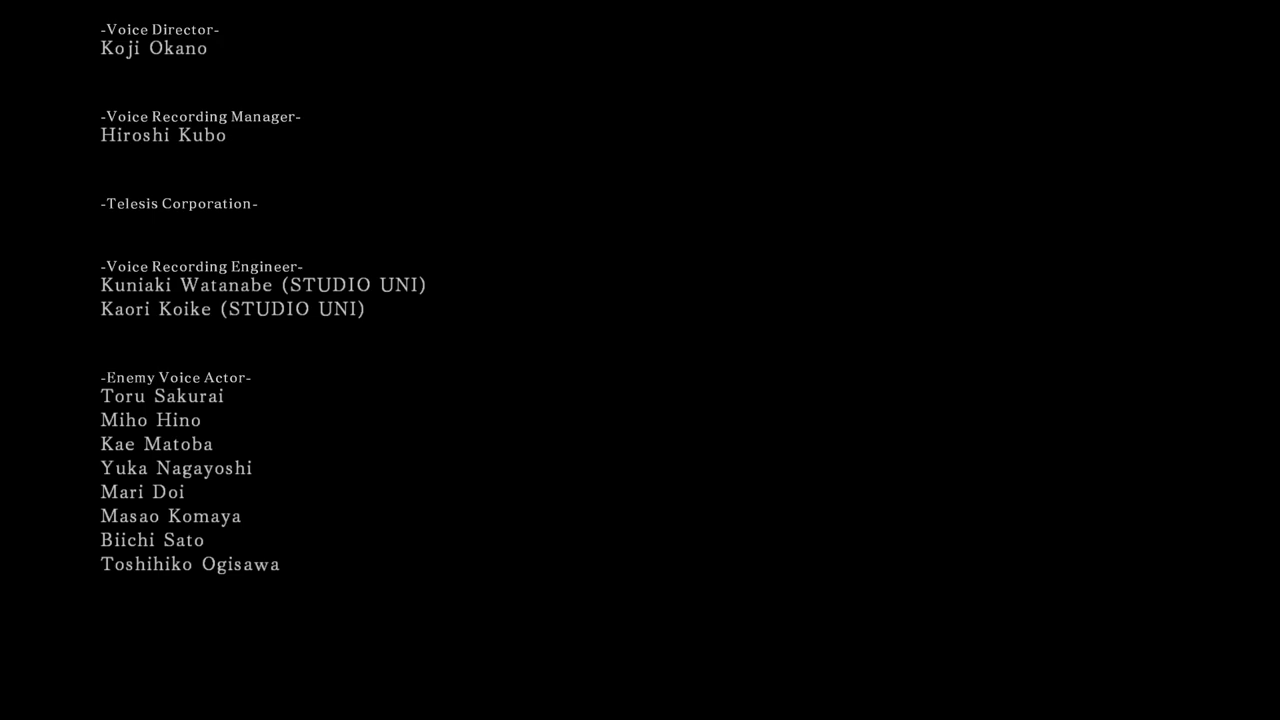 -Voice Director-
Koji Okano
-Voice Recording Manager-
Hiroshi Kubo
-Telesis Corporation-
-Voice Recording Engineer-
Kuniaki Watanabe (STUDIO UNI)
Kaori Koike (STUDIO UNI)
-Enemy Voice Actor-
Toru Sakurai
Miho Hino
Kae Matoba
Yuka Nagayoshi
Mari Doi
Masao Komaya
Biichi Sato
Toshihiko Ogisawa